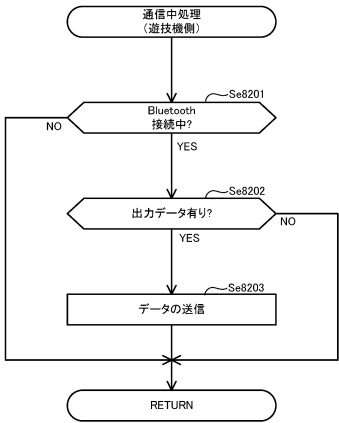 通信中処理
（遊技機側）
Se8201
Bluetooth
接続中?
NO
YES
Se8202
出力データ有り?
NO
YES
Se8203
データの送信
RETURN